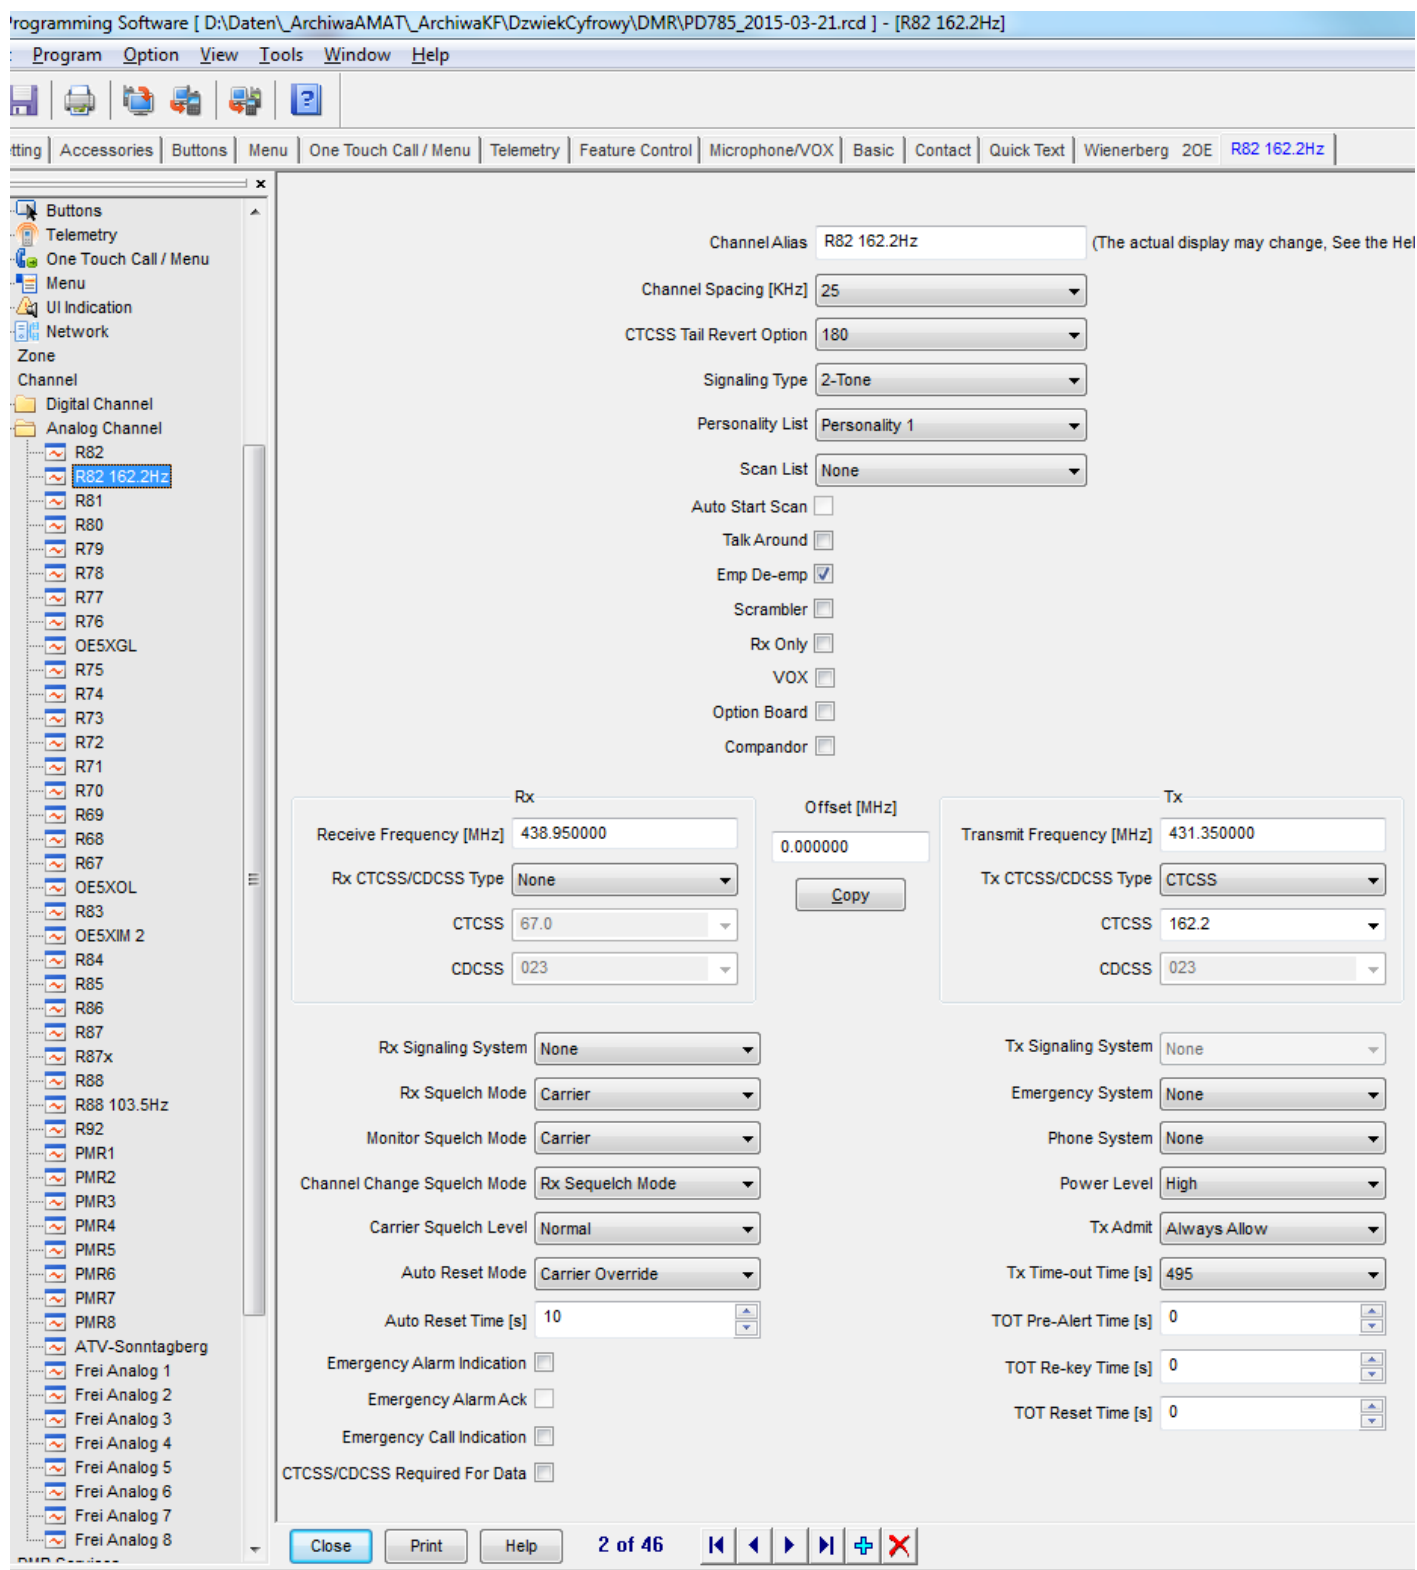 Programming Software [ D:\Daten\_ArchiwaAMAT\_ArchiwaKF\DzwiekCyfrowy\DMR\PD785_2015-03-21.rcd ] - [R82 162.2Hz]
Program Option View Tools Window Help
Accessories Buttons Menu One Touch Call / Menu Telemetry Feature Control Microphone/VOX Basic Contact Quick Text Wienerberg 2OE R82 162.2Hz
Buttons
Telemetry
One Touch Call / Menu
Menu
UI Indication
Network
Zone
Channel
Digital Channel
Analog Channel
R82
R82 162.2Hz
R81
R80
R79
R78
R77
R76
OE5XGL
R75
R74
R73
R72
R71
R70
R69
R68
R67
OE5XOL
R83
OE5XIM 2
R84
R85
R86
R87
R87x
R88
R88 103.5Hz
R92
PMR1
PMR2
PMR3
PMR4
PMR5
PMR6
PMR7
PMR8
ATV-Sonntagberg
Frei Analog 1
Frei Analog 2
Frei Analog 3
Frei Analog 4
Frei Analog 5
Frei Analog 6
Frei Analog 7
Frei Analog 8
Channel Alias R82 162.2Hz (The actual display may change, See the Hel
Channel Spacing [KHz] 25
CTCSS Tail Revert Option 180
Signaling Type 2-Tone
Personality List Personality 1
Scan List None
Auto Start Scan
Talk Around
Emp De-emp
Scrambler
Rx Only
VOX
Option Board
Compandor
Rx
Receive Frequency [MHz] 438.950000
Rx CTCSS/CDCSS Type None
CTCSS 67.0
CDCSS 023
Offset [MHz]
0.000000
Copy
Tx
Transmit Frequency [MHz] 431.350000
Tx CTCSS/CDCSS Type CTCSS
CTCSS 162.2
CDCSS 023
Rx Signaling System None
Rx Squelch Mode Carrier
Monitor Squelch Mode Carrier
Channel Change Squelch Mode Rx Sequelch Mode
Carrier Squelch Level Normal
Auto Reset Mode Carrier Override
Auto Reset Time [s] 10
Emergency Alarm Indication
Emergency Alarm Ack
Emergency Call Indication
CTCSS/CDCSS Required For Data
Tx Signaling System None
Emergency System None
Phone System None
Power Level High
Tx Admit Always Allow
Tx Time-out Time [s] 495
TOT Pre-Alert Time [s] 0
TOT Re-key Time [s] 0
TOT Reset Time [s] 0
Close Print Help 2 of 46